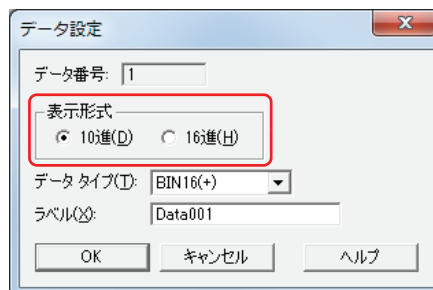 データ設定
データ番号: 1
表示形式
10進(D) 16進(H)
データ タイプ(T): BIN16(+)
ラベル(X): Data001
OK キャンセル ヘルプ